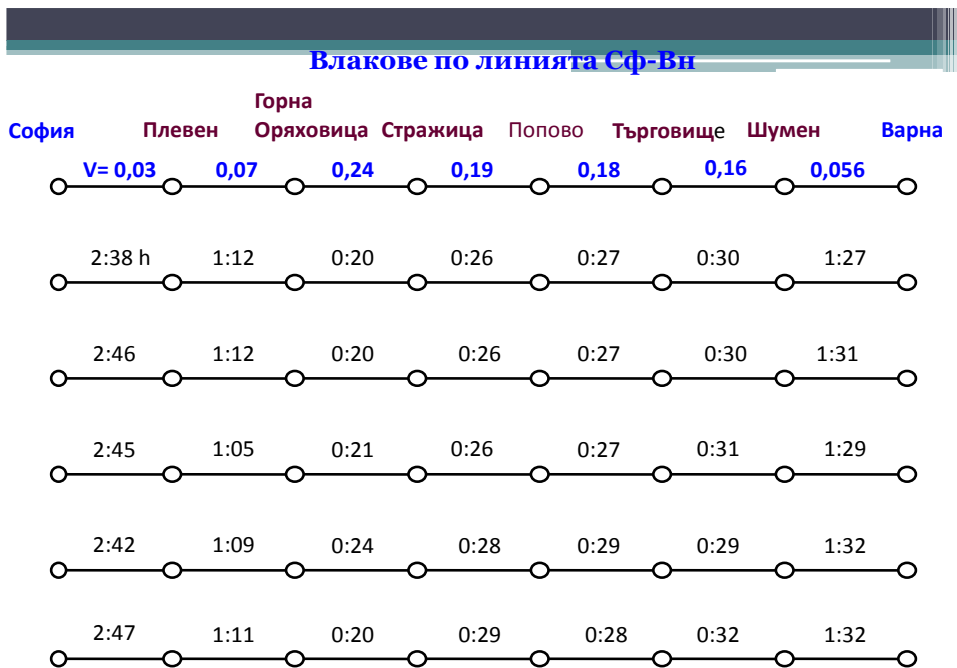 Влакове по линията Сф-Вн
Горна
София Плевен Оряховица Стражица Попово Търговище Шумен Варна
V= 0,03 0,07 0,24 0,19 0,18 0,16 0,056
2:38 h 1:12 0:20 0:26 0:27 0:30 1:27
2:46 1:12 0:20 0:26 0:27 0:30 1:31
2:45 1:05 0:21 0:26 0:27 0:31 1:29
2:42 1:09 0:24 0:28 0:29 0:29 1:32
2:47 1:11 0:20 0:29 0:28 0:32 1:32